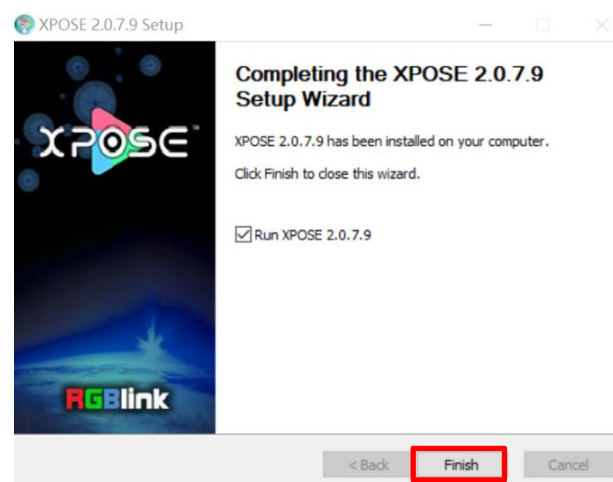 XPOSE 2.0.7.9 Setup
XPOSE™
RGBlink
Completing the XPOSE 2.0.7.9
Setup Wizard
XPOSE 2.0.7.9 has been installed on your computer.
Click Finish to close this wizard.
Run XPOSE 2.0.7.9
< Back
Finish
Cancel